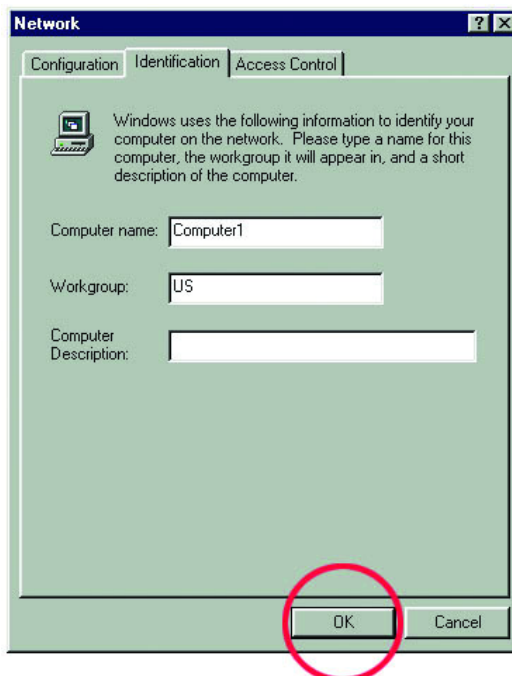 Network
? X
Configuration Identification Access Control
Windows uses the following information to identify your
computer on the network. Please type a name for this
computer, the workgroup it will appear in, and a short
description of the computer.
Computer name: Computer1
Workgroup: US
Computer
Description:
OK Cancel